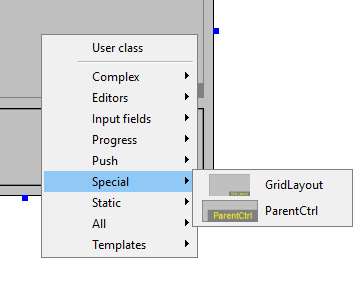 User class
Complex
Editors
Input fields
Progress
Push
Special
Static
All
Templates
GridLayout
ParentCtrl
ParentCtrl